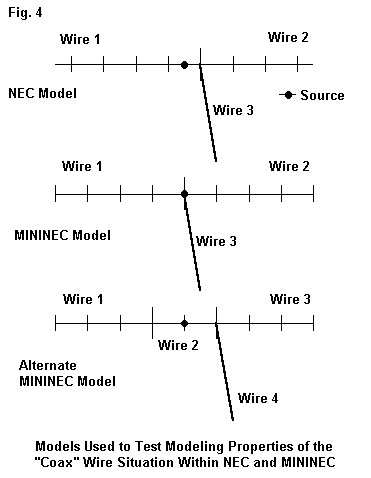 Fig. 4
Wire 1 Wire 2
NEC Model
Source
Wire 3
Wire 1 Wire 2
MININEC Model
Wire 3
Wire 1 Wire 3
Wire 2
Alternate
MININEC Model
Wire 4
Models Used to Test Modeling Properties of the
"Coax" Wire Situation Within NEC and MININEC